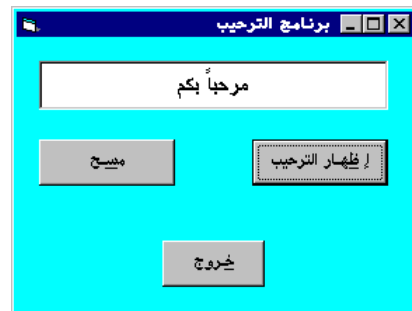 برنامج الترحيب
مرحباً بكم
إظهار الترحيب
مسح
خروج